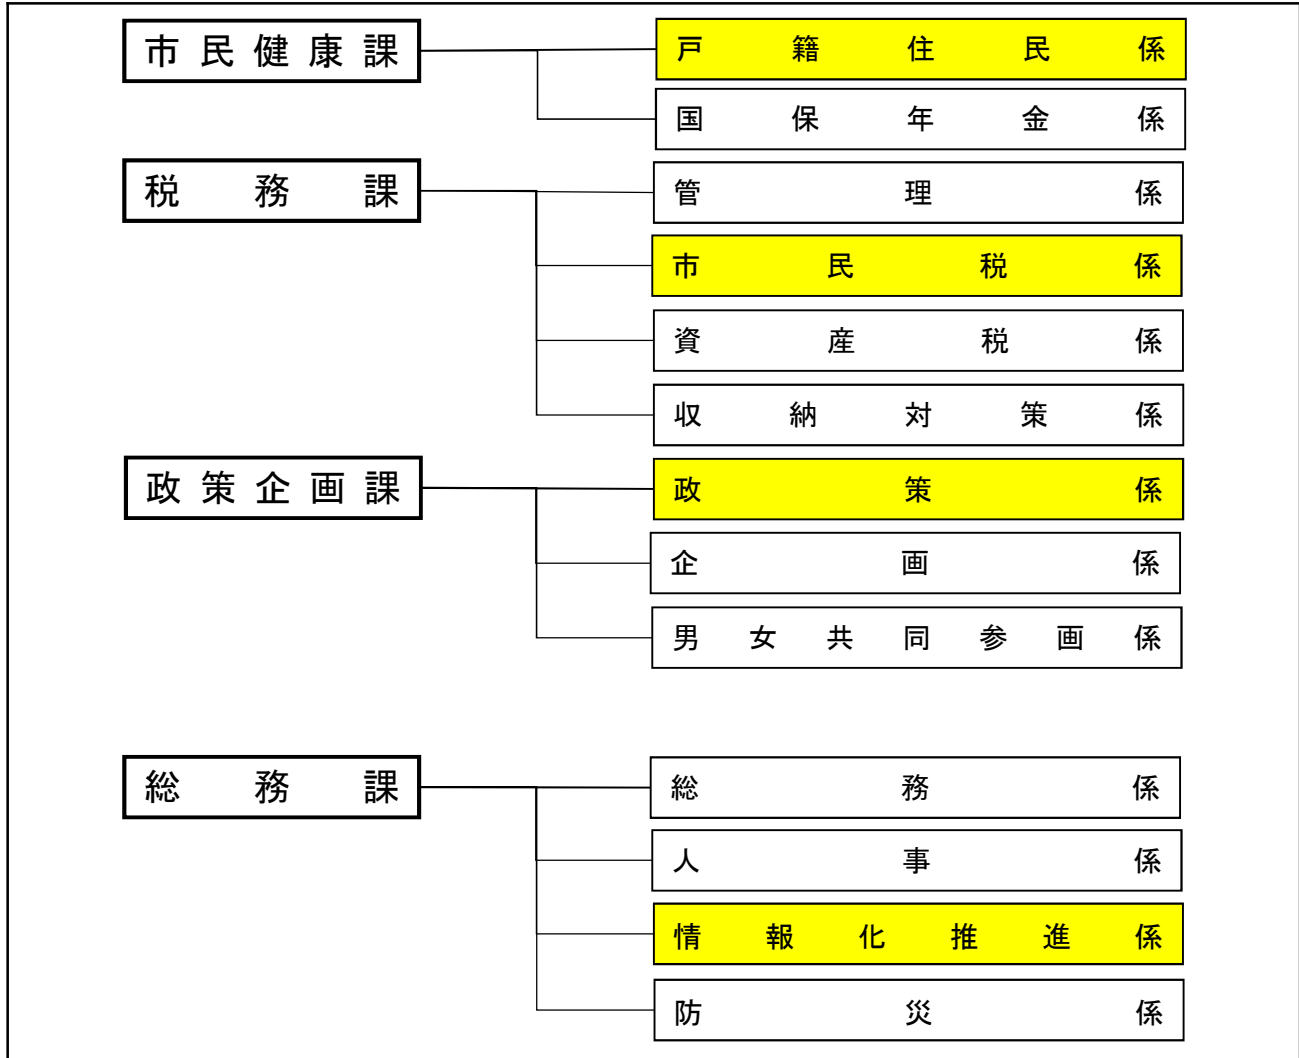 市民健康課
戸籍住民係
国保年金係
税務課
管理係
市民税係
資産税係
収納対策係
政策企画課
政策係
企画係
男女共同参画係
総務課
総務係
人事係
情報化推進係
防災係